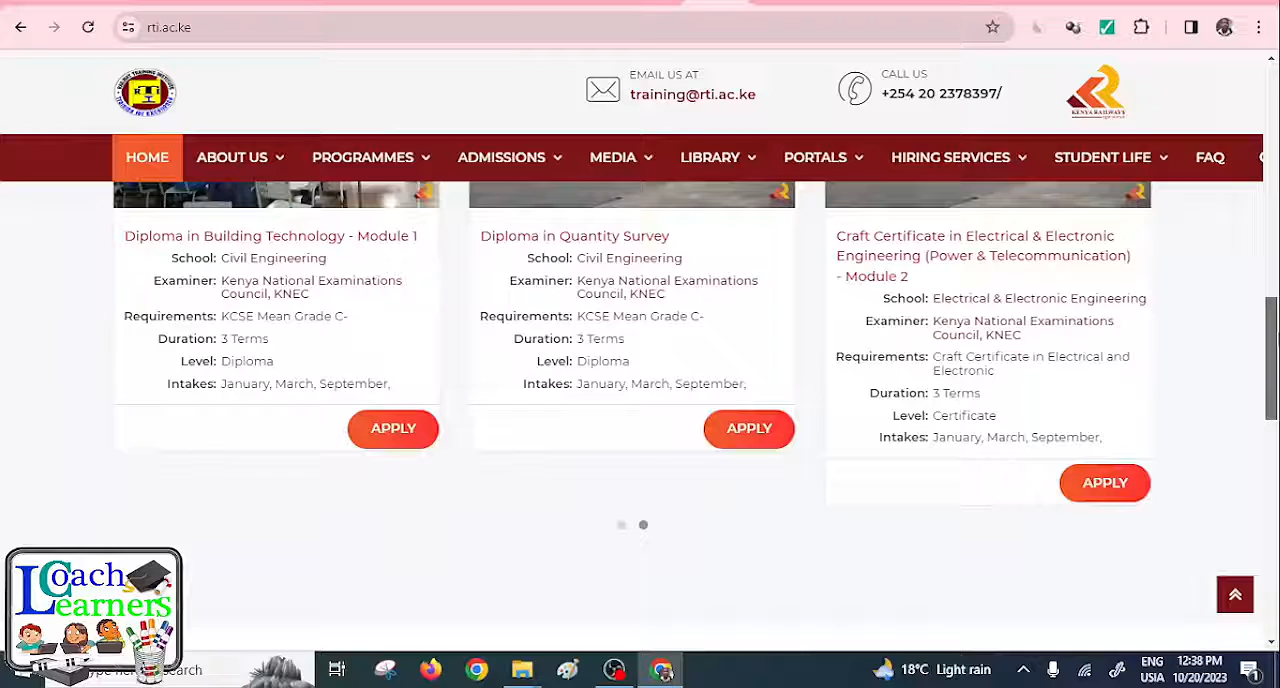 rti.ac.ke
EMAIL US AT
training@rti.ac.ke
CALL US
+254 20 2378397/
KENYA RAILWAYS
HOME ABOUT US PROGRAMMES ADMISSIONS MEDIA LIBRARY PORTALS HIRING SERVICES STUDENT LIFE FAQ
Diploma in Building Technology - Module 1
School: Civil Engineering
Examiner: Kenya National Examinations
Council, KNEC
Requirements: KCSE Mean Grade C-
Duration: 3 Terms
Level: Diploma
Intakes: January, March, September,
APPLY
Diploma in Quantity Survey
School: Civil Engineering
Examiner: Kenya National Examinations
Council, KNEC
Requirements: KCSE Mean Grade C-
Duration: 3 Terms
Level: Diploma
Intakes: January, March, September,
APPLY
Craft Certificate in Electrical & Electronic
Engineering (Power & Telecommunication)
- Module 2
School: Electrical & Electronic Engineering
Examiner: Kenya National Examinations
Council, KNEC
Requirements: Craft Certificate in Electrical and
Electronic
Duration: 3 Terms
Level: Certificate
Intakes: January, March, September,
APPLY
Coach
Learners
18°C Light rain
ENG
USIA
12:38 PM
10/20/2023
1